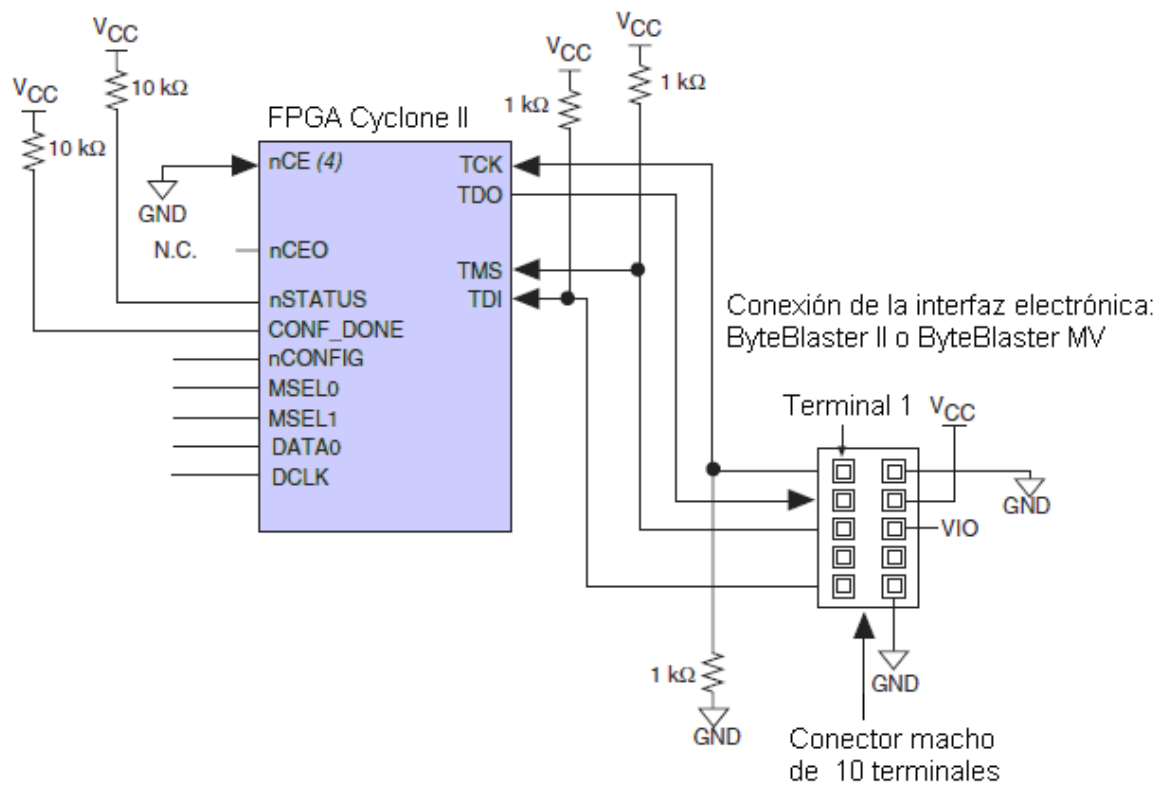 VCC
10 kΩ
VCC
10 kΩ
FPGA Cyclone II
VCC
1 kΩ
VCC
1 kΩ
GND
N.C.
nCE (4)
nCEO
nSTATUS
CONF_DONE
nCONFIG
MSEL0
MSEL1
DATA0
DCLK
TCK
TDO
TMS
TDI
Conexión de la interfaz electrónica:
ByteBlaster II o ByteBlaster MV
Terminal 1
VCC
GND
VIO
GND
1 kΩ
GND
Conector macho
de 10 terminales